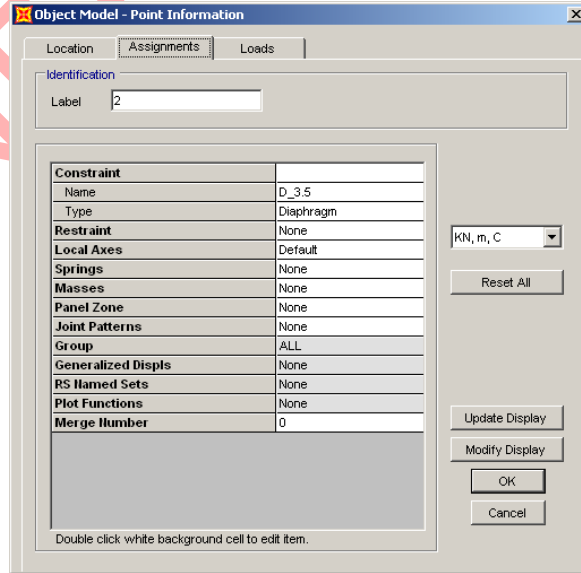 Object Model - Point Information
Location Assignments Loads
Identification
Label 2
Constraint
Name D_3.5
Type Diaphragm
Restraint None
Local Axes Default
Springs None
Masses None
Panel Zone None
Joint Patterns None
Group ALL
Generalized Displs None
RS Named Sets None
Plot Functions None
Merge Number 0
Double click white background cell to edit item.
KN, m, C
Reset All
Update Display
Modify Display
OK
Cancel